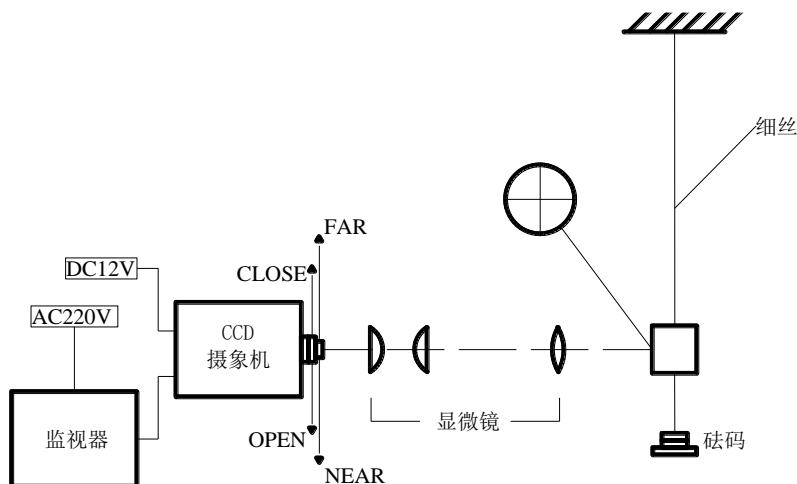 细丝
FAR
CLOSE
DC12V
AC220V
CCD
摄象机
监视器
显微镜
OPEN
NEAR
砝码